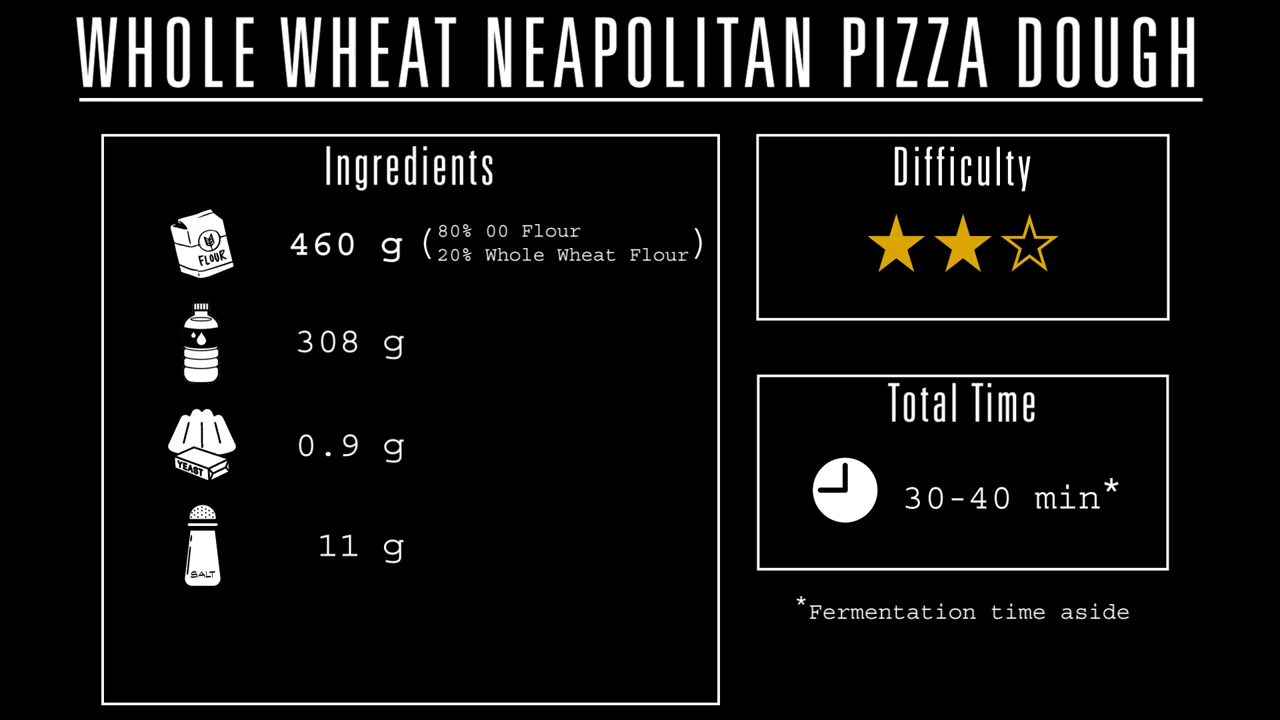 WHOLE WHEAT NEAPOLITAN PIZZA DOUGH
Ingredients
FLOUR
460 g (80% 00 Flour
20% Whole Wheat Flour)
308 g
YEAST
0.9 g
SALT
11 g
Difficulty
Total Time
30-40 min*
*Fermentation time aside